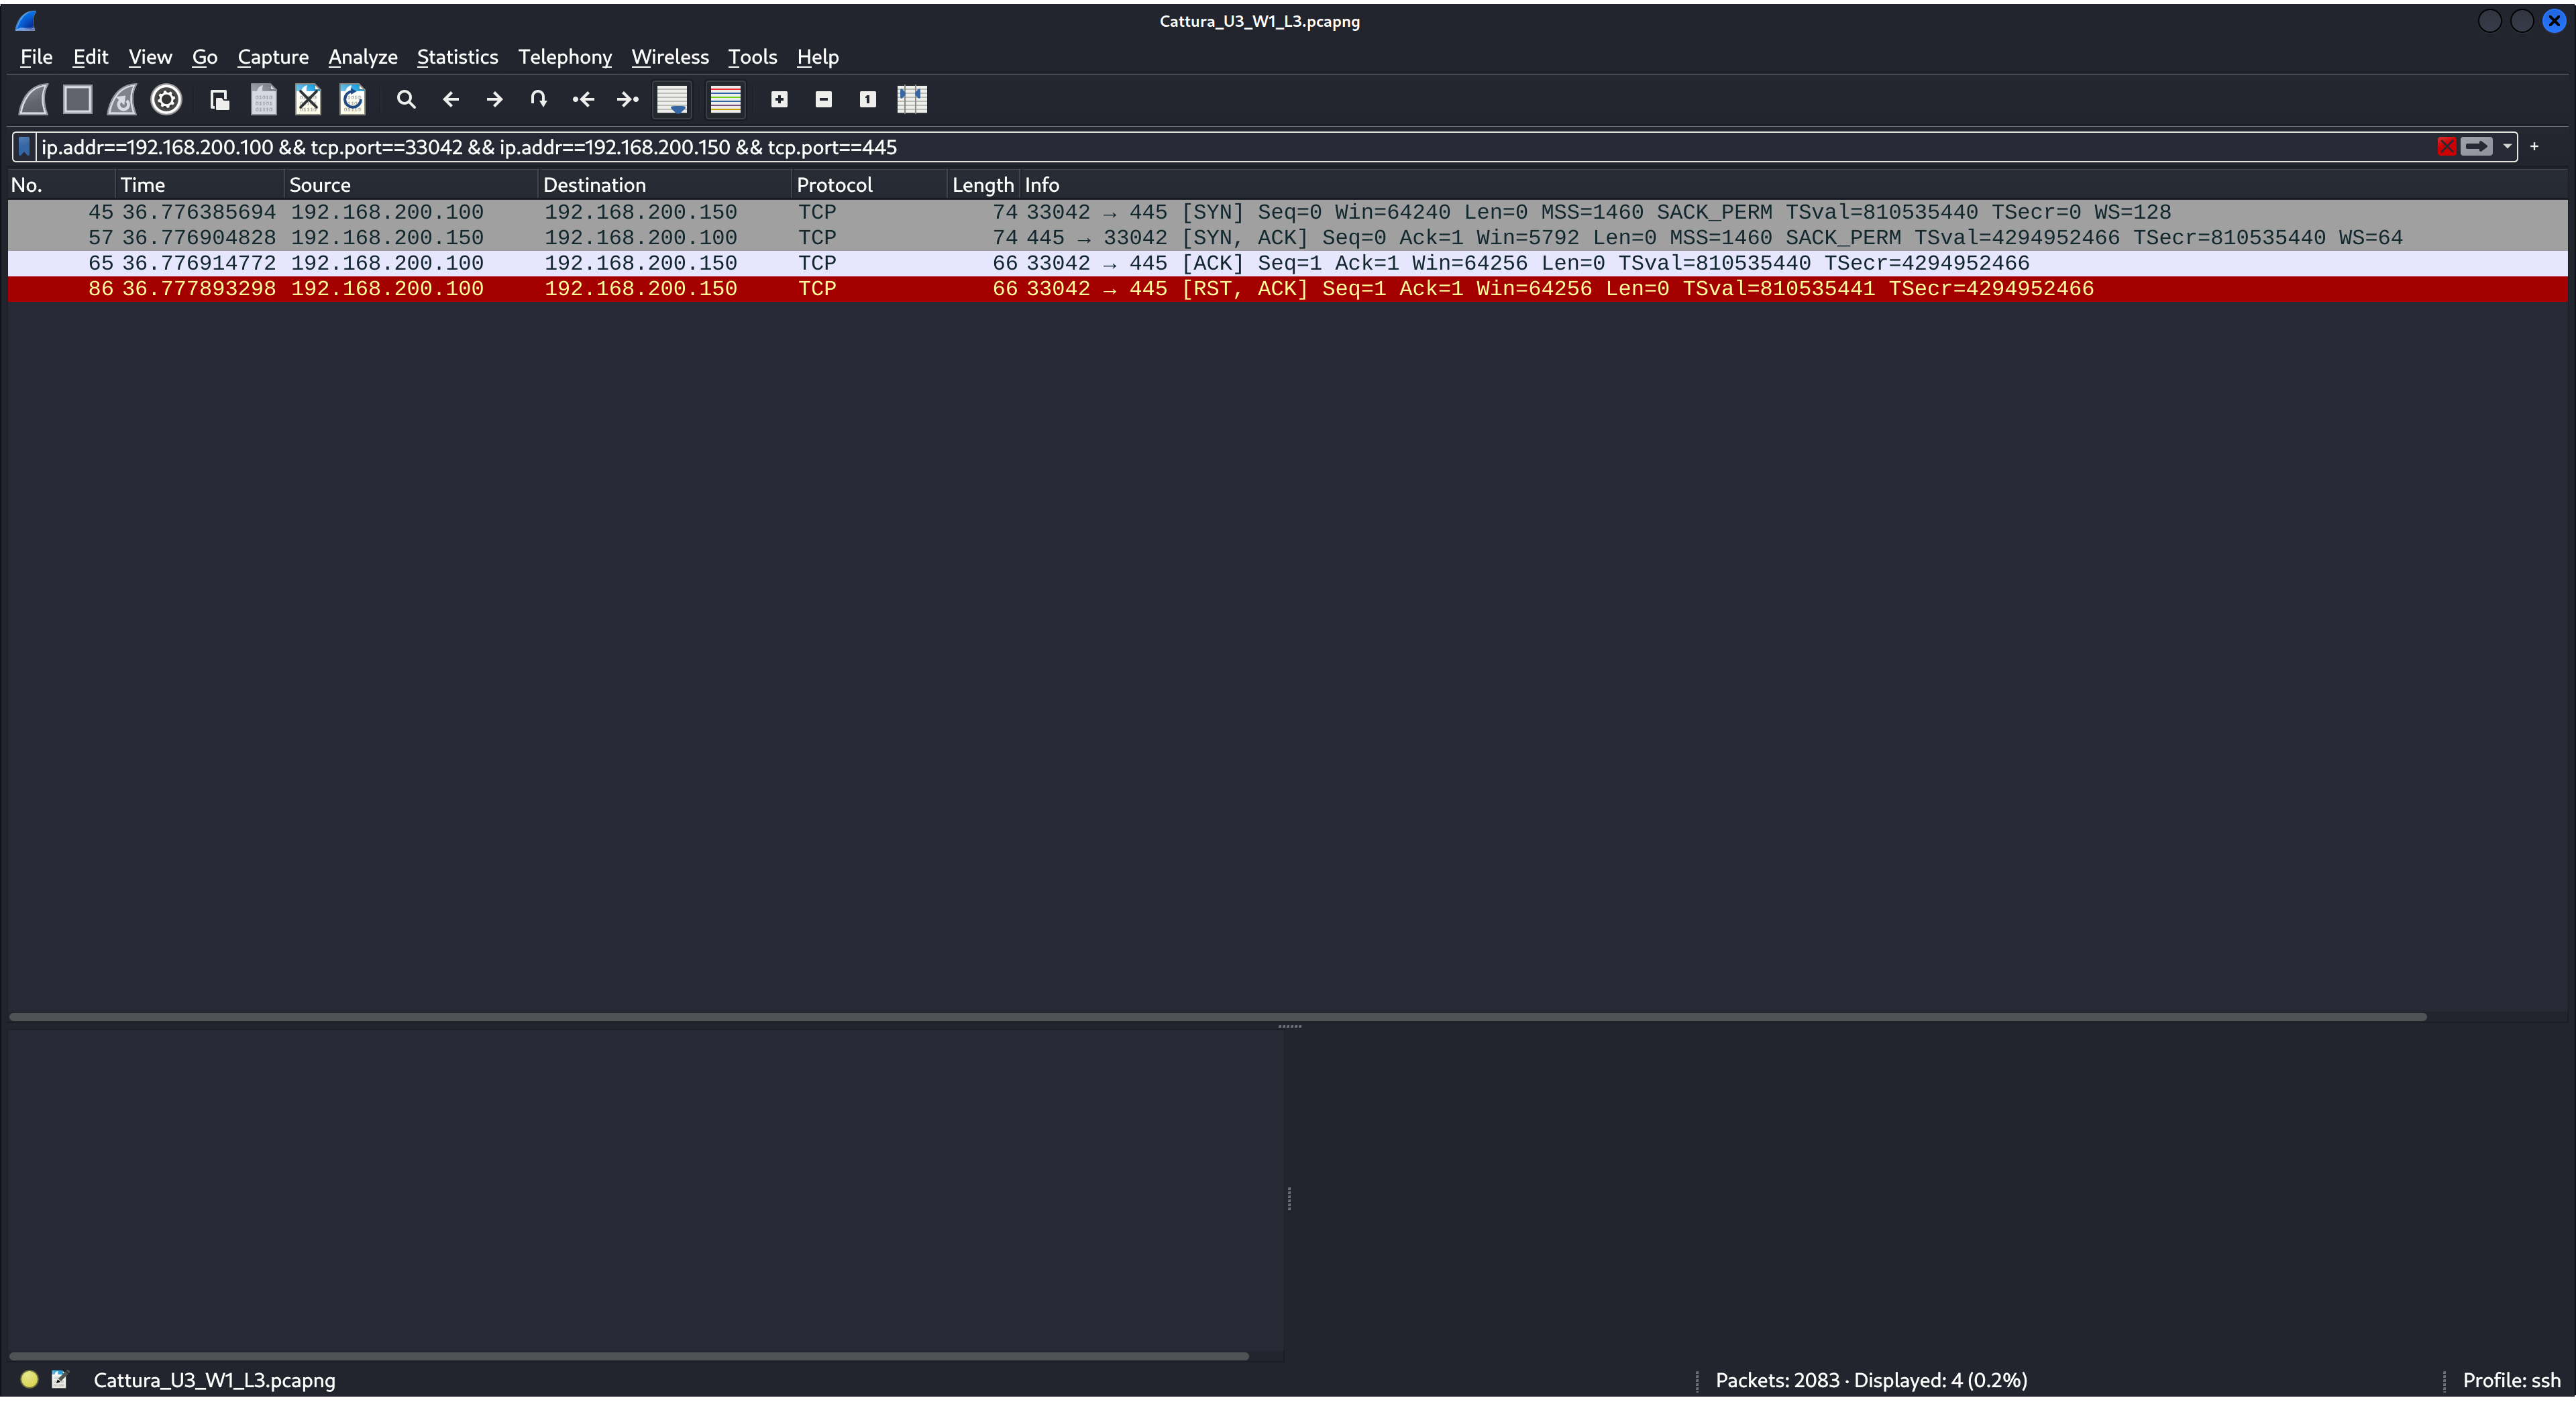 Cattura_U3_W1_L3.pcapng
File Edit View Go Capture Analyze Statistics Telephony Wireless Tools Help
ip.addr==192.168.200.100 && tcp.port==33042 && ip.addr==192.168.200.150 && tcp.port==445
No. Time Source Destination Protocol Length Info
45 36.776385694 192.168.200.100 192.168.200.150 TCP 74 33042 → 445 [SYN] Seq=0 Win=64240 Len=0 MSS=1460 SACK_PERM TSval=810535440 TSecr=0 WS=128
57 36.776904828 192.168.200.150 192.168.200.100 TCP 74 445 → 33042 [SYN, ACK] Seq=0 Ack=1 Win=5792 Len=0 MSS=1460 SACK_PERM TSval=4294952466 TSecr=810535440 WS=64
65 36.776914772 192.168.200.100 192.168.200.150 TCP 66 33042 → 445 [ACK] Seq=1 Ack=1 Win=64256 Len=0 TSval=810535440 TSecr=4294952466
86 36.777893298 192.168.200.100 192.168.200.150 TCP 66 33042 → 445 [RST, ACK] Seq=1 Ack=1 Win=64256 Len=0 TSval=810535441 TSecr=4294952466
Cattura_U3_W1_L3.pcapng Packets: 2083 · Displayed: 4 (0.2%) Profile: ssh